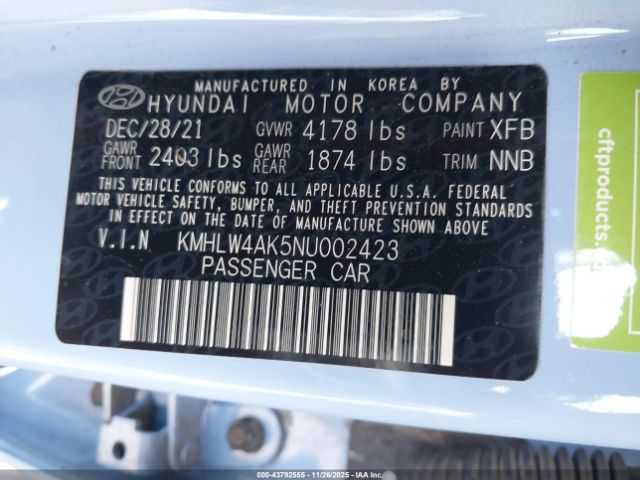 MANUFACTURED IN KOREA BY
HYUNDAI MOTOR COMPANY
DEC/28/21 GVWR 4178 lbs PAINT XFB
GAWR FRONT 2403 lbs GAWR REAR 1874 lbs TRIM NNB
THIS VEHICLE CONFORMS TO ALL APPLICABLE U.S.A. FEDERAL
MOTOR VEHICLE SAFETY, BUMPER, AND THEFT PREVENTION STANDARDS
IN EFFECT ON THE DATE OF MANUFACTURE SHOWN ABOVE
V.I.N KMHLW4AK5NU002423
PASSENGER CAR
cftproducts.
000-43792555 - 11/26/2025 - IAA Inc.